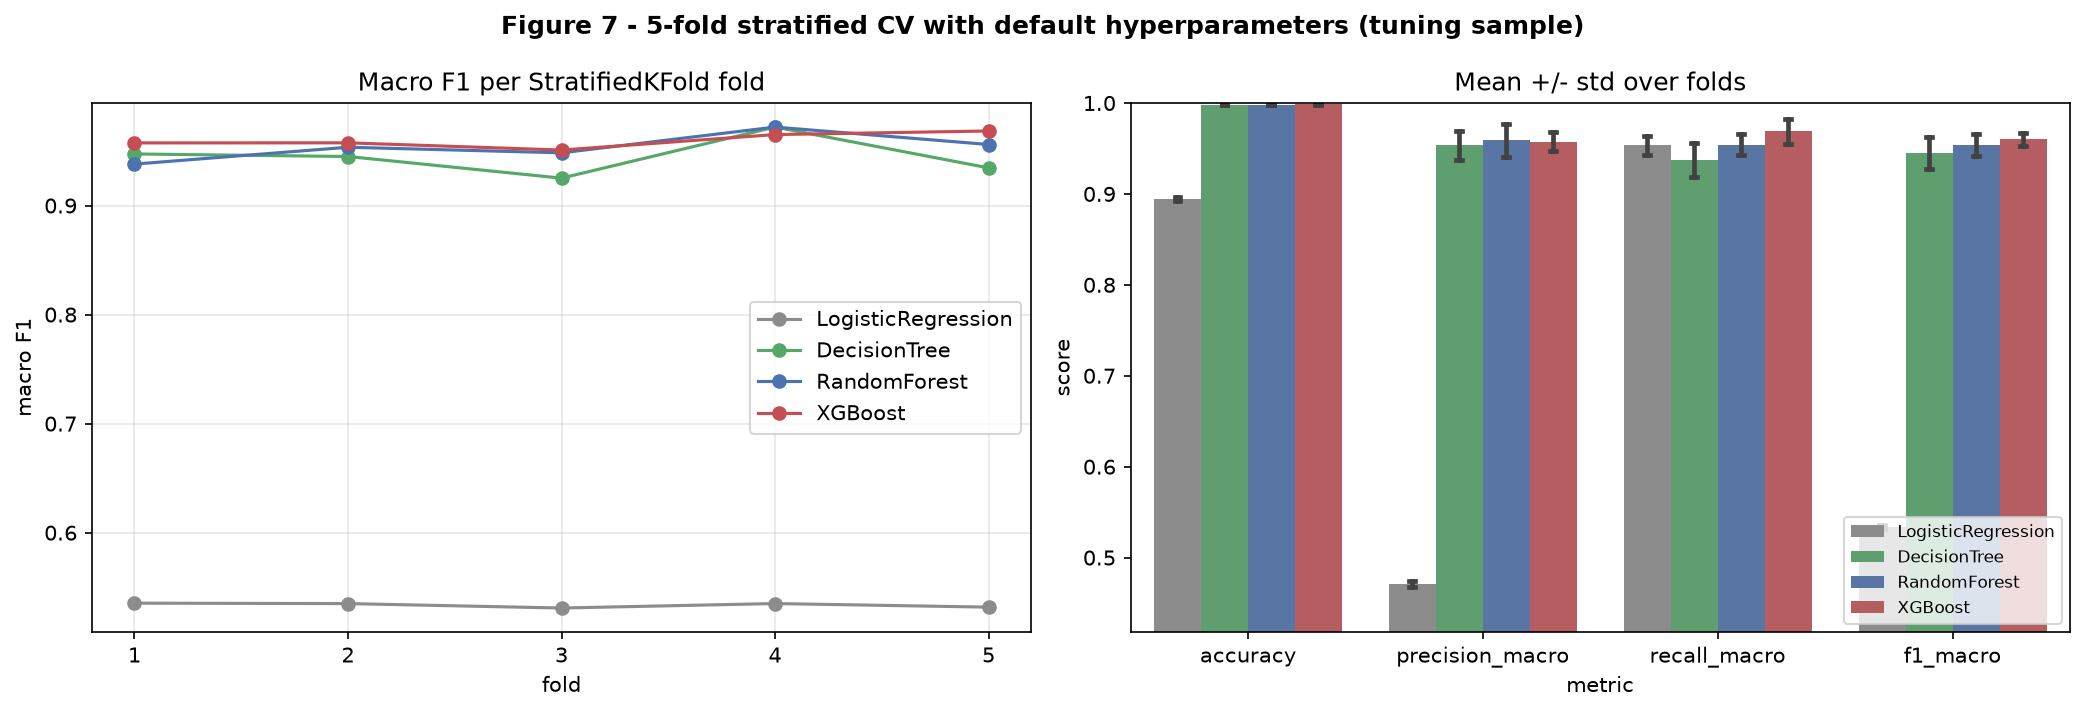 Figure 7 - 5-fold stratified CV with default hyperparameters (tuning sample)
Macro F1 per StratifiedKFold fold
macro F1
0.9
0.8
0.7
0.6
LogisticRegression
DecisionTree
RandomForest
XGBoost
1 2 3 4 5
fold
Mean +/- std over folds
score
1.0
0.9
0.8
0.7
0.6
0.5
LogisticRegression
DecisionTree
RandomForest
XGBoost
accuracy precision_macro recall_macro f1_macro
metric